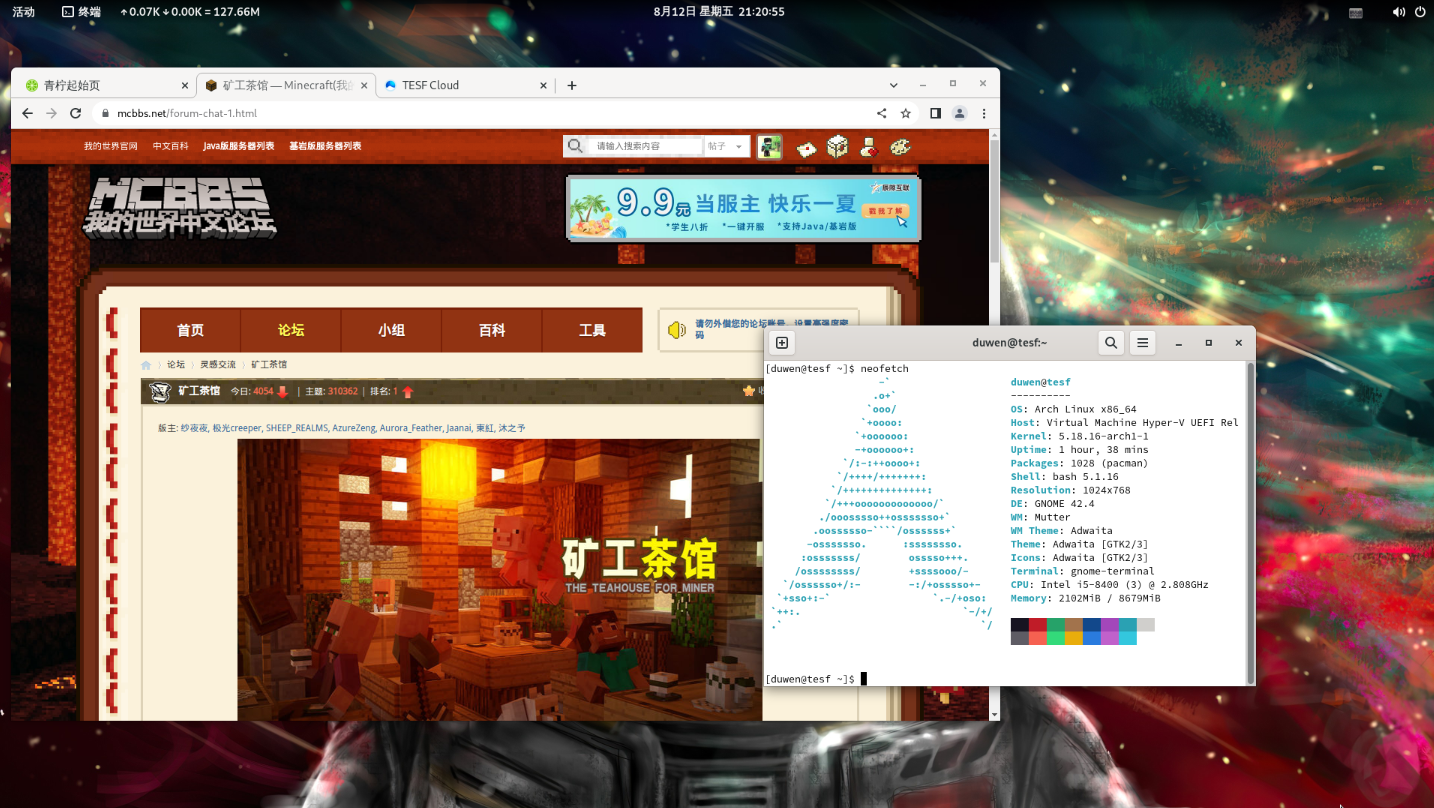 活动 终端 ↑0.07K ↓0.00K = 127.66M 8月12日 星期五 21:20:55
青柠起始页 矿工茶馆 — Minecraft(我的 TESF Cloud
mcbbs.net/forum-chat-1.html
我的世界官网 中文百科 Java版服务器列表 基岩版服务器列表 请输入搜索内容 帖子
MCBBS
我的世界中文论坛
9.9元 当服主 快乐一夏
*学生八折 *一键开服 *支持Java/基岩版
首页 论坛 小组 百科 工具
请勿外借您的论坛账号，设置高强度密
码
论坛 灵感交流 矿工茶馆
矿工茶馆 今日: 4054 | 主题: 310362 | 排名: 1 收
版主: 纱夜夜, 极光creeper, SHEEP_REALMS, AzureZeng, Aurora_Feather, Jaanai, 東紅, 沐之予
矿工茶馆
THE TEAHOUSE FOR MINER
duwen@tesf:~
[duwen@tesf ~]$ neofetch
duwen@tesf
----------
OS: Arch Linux x86_64
Host: Virtual Machine Hyper-V UEFI Rel
Kernel: 5.18.16-arch1-1
Uptime: 1 hour, 38 mins
Packages: 1028 (pacman)
Shell: bash 5.1.16
Resolution: 1024x768
DE: GNOME 42.4
WM: Mutter
WM Theme: Adwaita
Theme: Adwaita [GTK2/3]
Icons: Adwaita [GTK2/3]
Terminal: gnome-terminal
CPU: Intel i5-8400 (3) @ 2.808GHz
Memory: 2102MiB / 8679MiB
[duwen@tesf ~]$